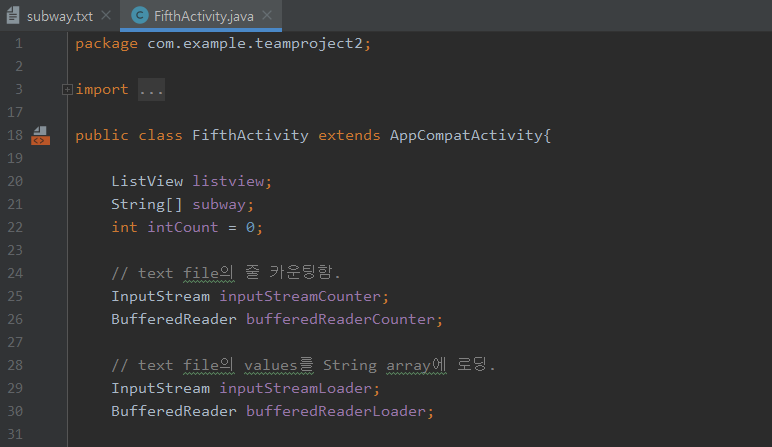 subway.txt FifthActivity.java
1 package com.example.teamproject2;
2
3 import ...
17
18 public class FifthActivity extends AppCompatActivity{
19
20 ListView listview;
21 String[] subway;
22 int intCount = 0;
23
24 // text file의 줄 카운팅함.
25 InputStream inputStreamCounter;
26 BufferedReader bufferedReaderCounter;
27
28 // text file의 values를 String array에 로딩.
29 InputStream inputStreamLoader;
30 BufferedReader bufferedReaderLoader;
31